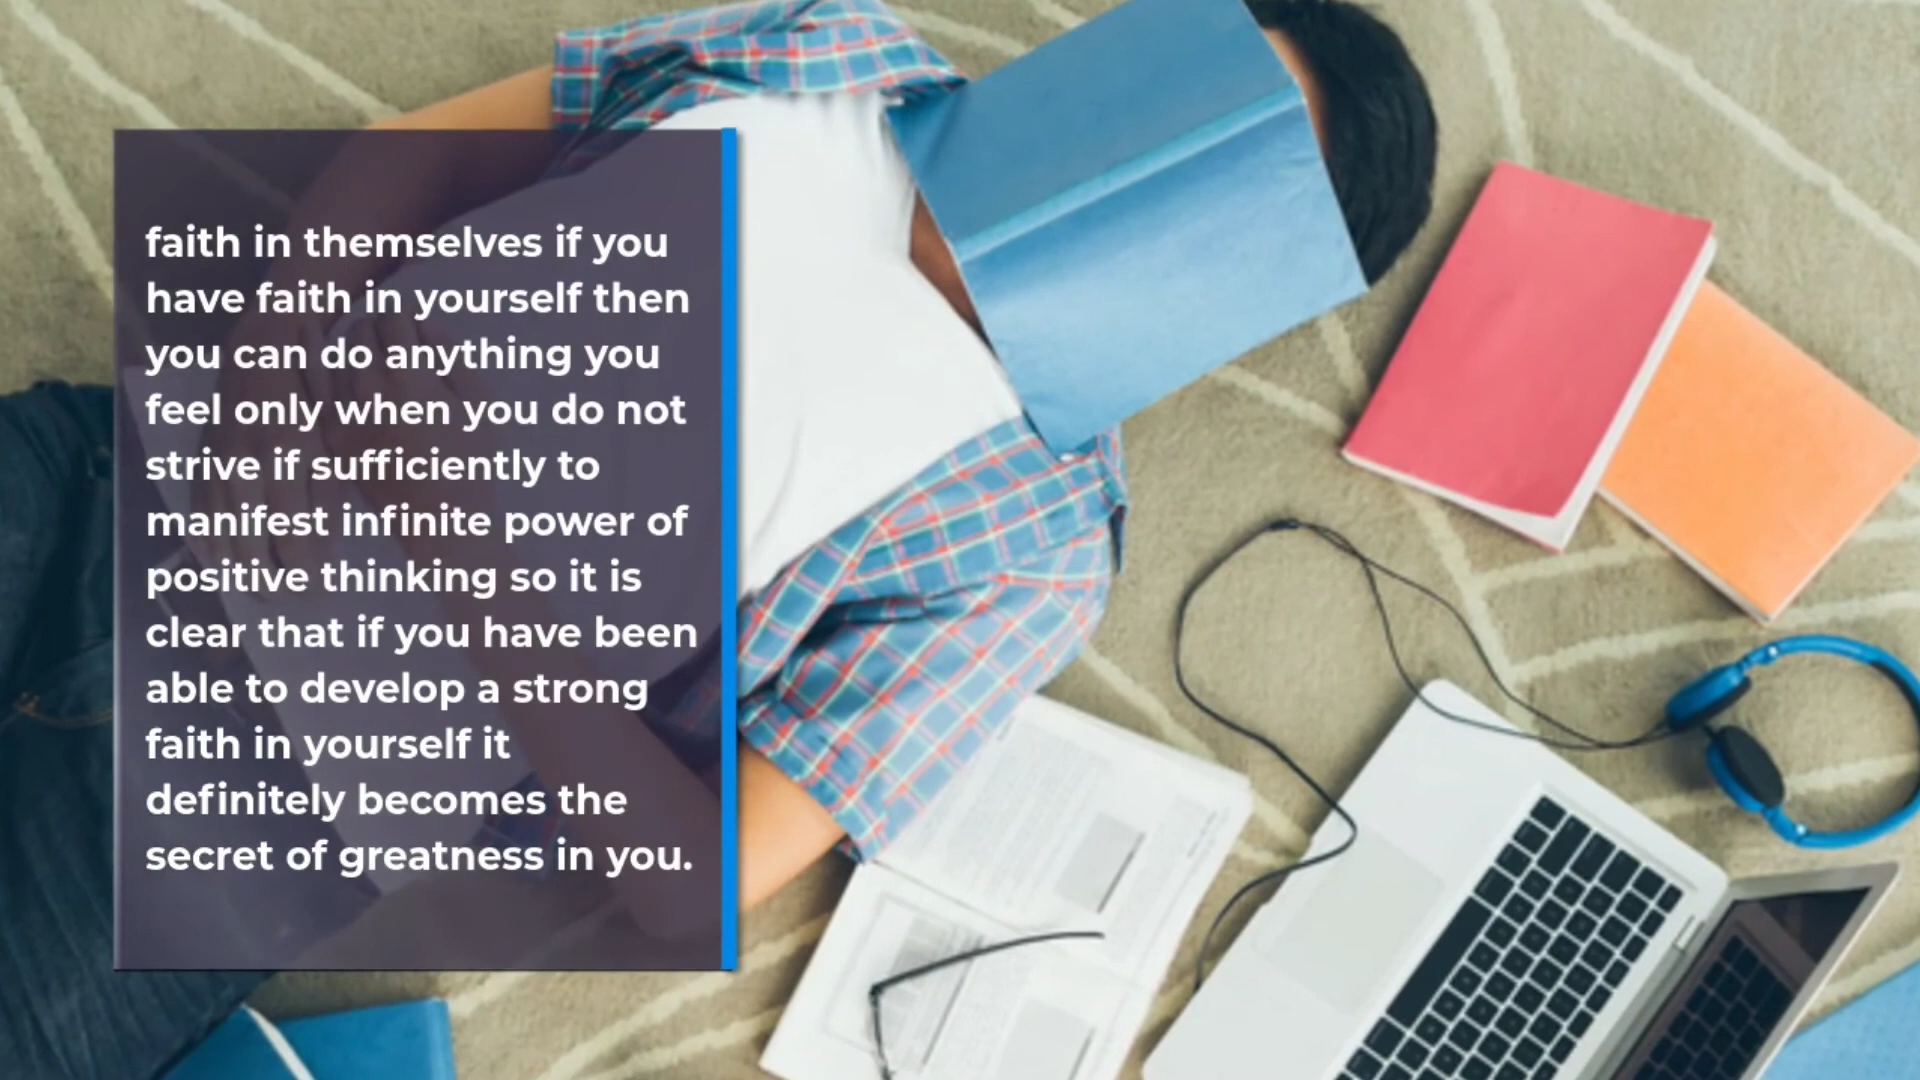 faith in themselves if you
have faith in yourself then
you can do anything you
feel only when you do not
strive if sufficiently to
manifest infinite power of
positive thinking so it is
clear that if you have been
able to develop a strong
faith in yourself it
definitely becomes the
secret of greatness in you.